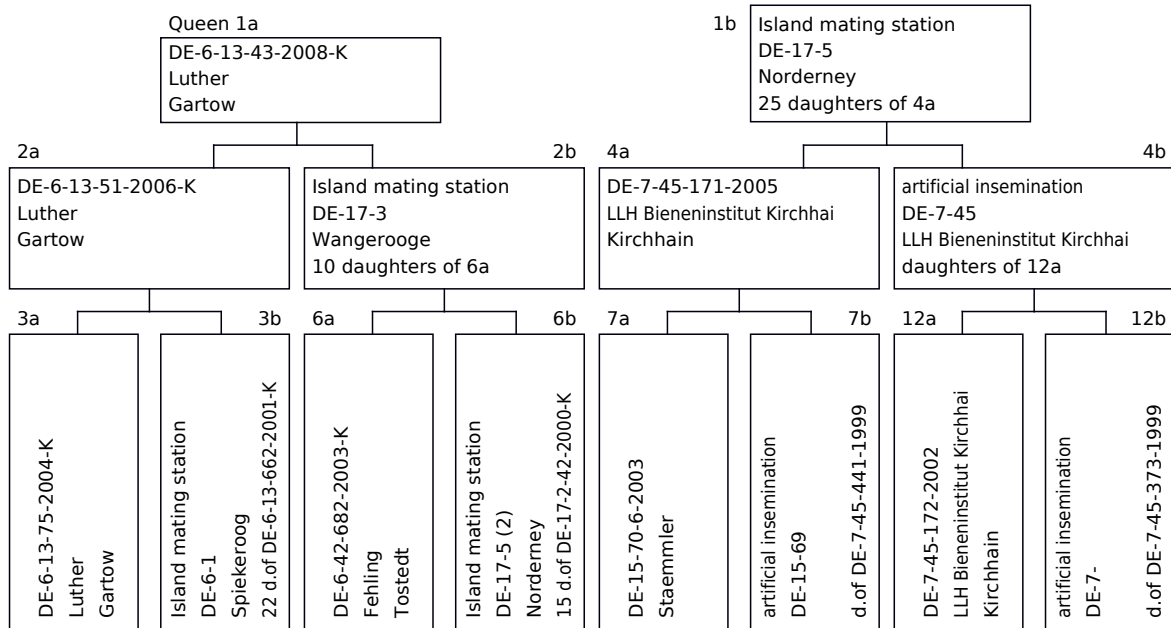 Queen 1a
DE-6-13-43-2008-K
Luther
Gartow
1b
Island mating station
DE-17-5
Norderney
25 daughters of 4a
2a
DE-6-13-51-2006-K
Luther
Gartow
2b
Island mating station
DE-17-3
Wangerooge
10 daughters of 6a
4a
DE-7-45-171-2005
LLH Bieneninstitut Kirchhai
Kirchhain
4b
artificial insemination
DE-7-45
LLH Bieneninstitut Kirchhai
daughters of 12a
3a
DE-6-13-75-2004-K
Luther
Gartow
3b
Island mating station
DE-6-1
Spiekeroog
22 d.of DE-6-13-662-2001-K
6a
DE-6-42-682-2003-K
Fehling
Tostedt
6b
Island mating station
DE-17-5 (2)
Norderney
15 d.of DE-17-2-42-2000-K
7a
DE-15-70-6-2003
Staemmler
7b
artificial insemination
DE-15-69
d.of DE-7-45-441-1999
12a
DE-7-45-172-2002
LLH Bieneninstitut Kirchhai
Kirchhain
12b
artificial insemination
DE-7-
d.of DE-7-45-373-1999